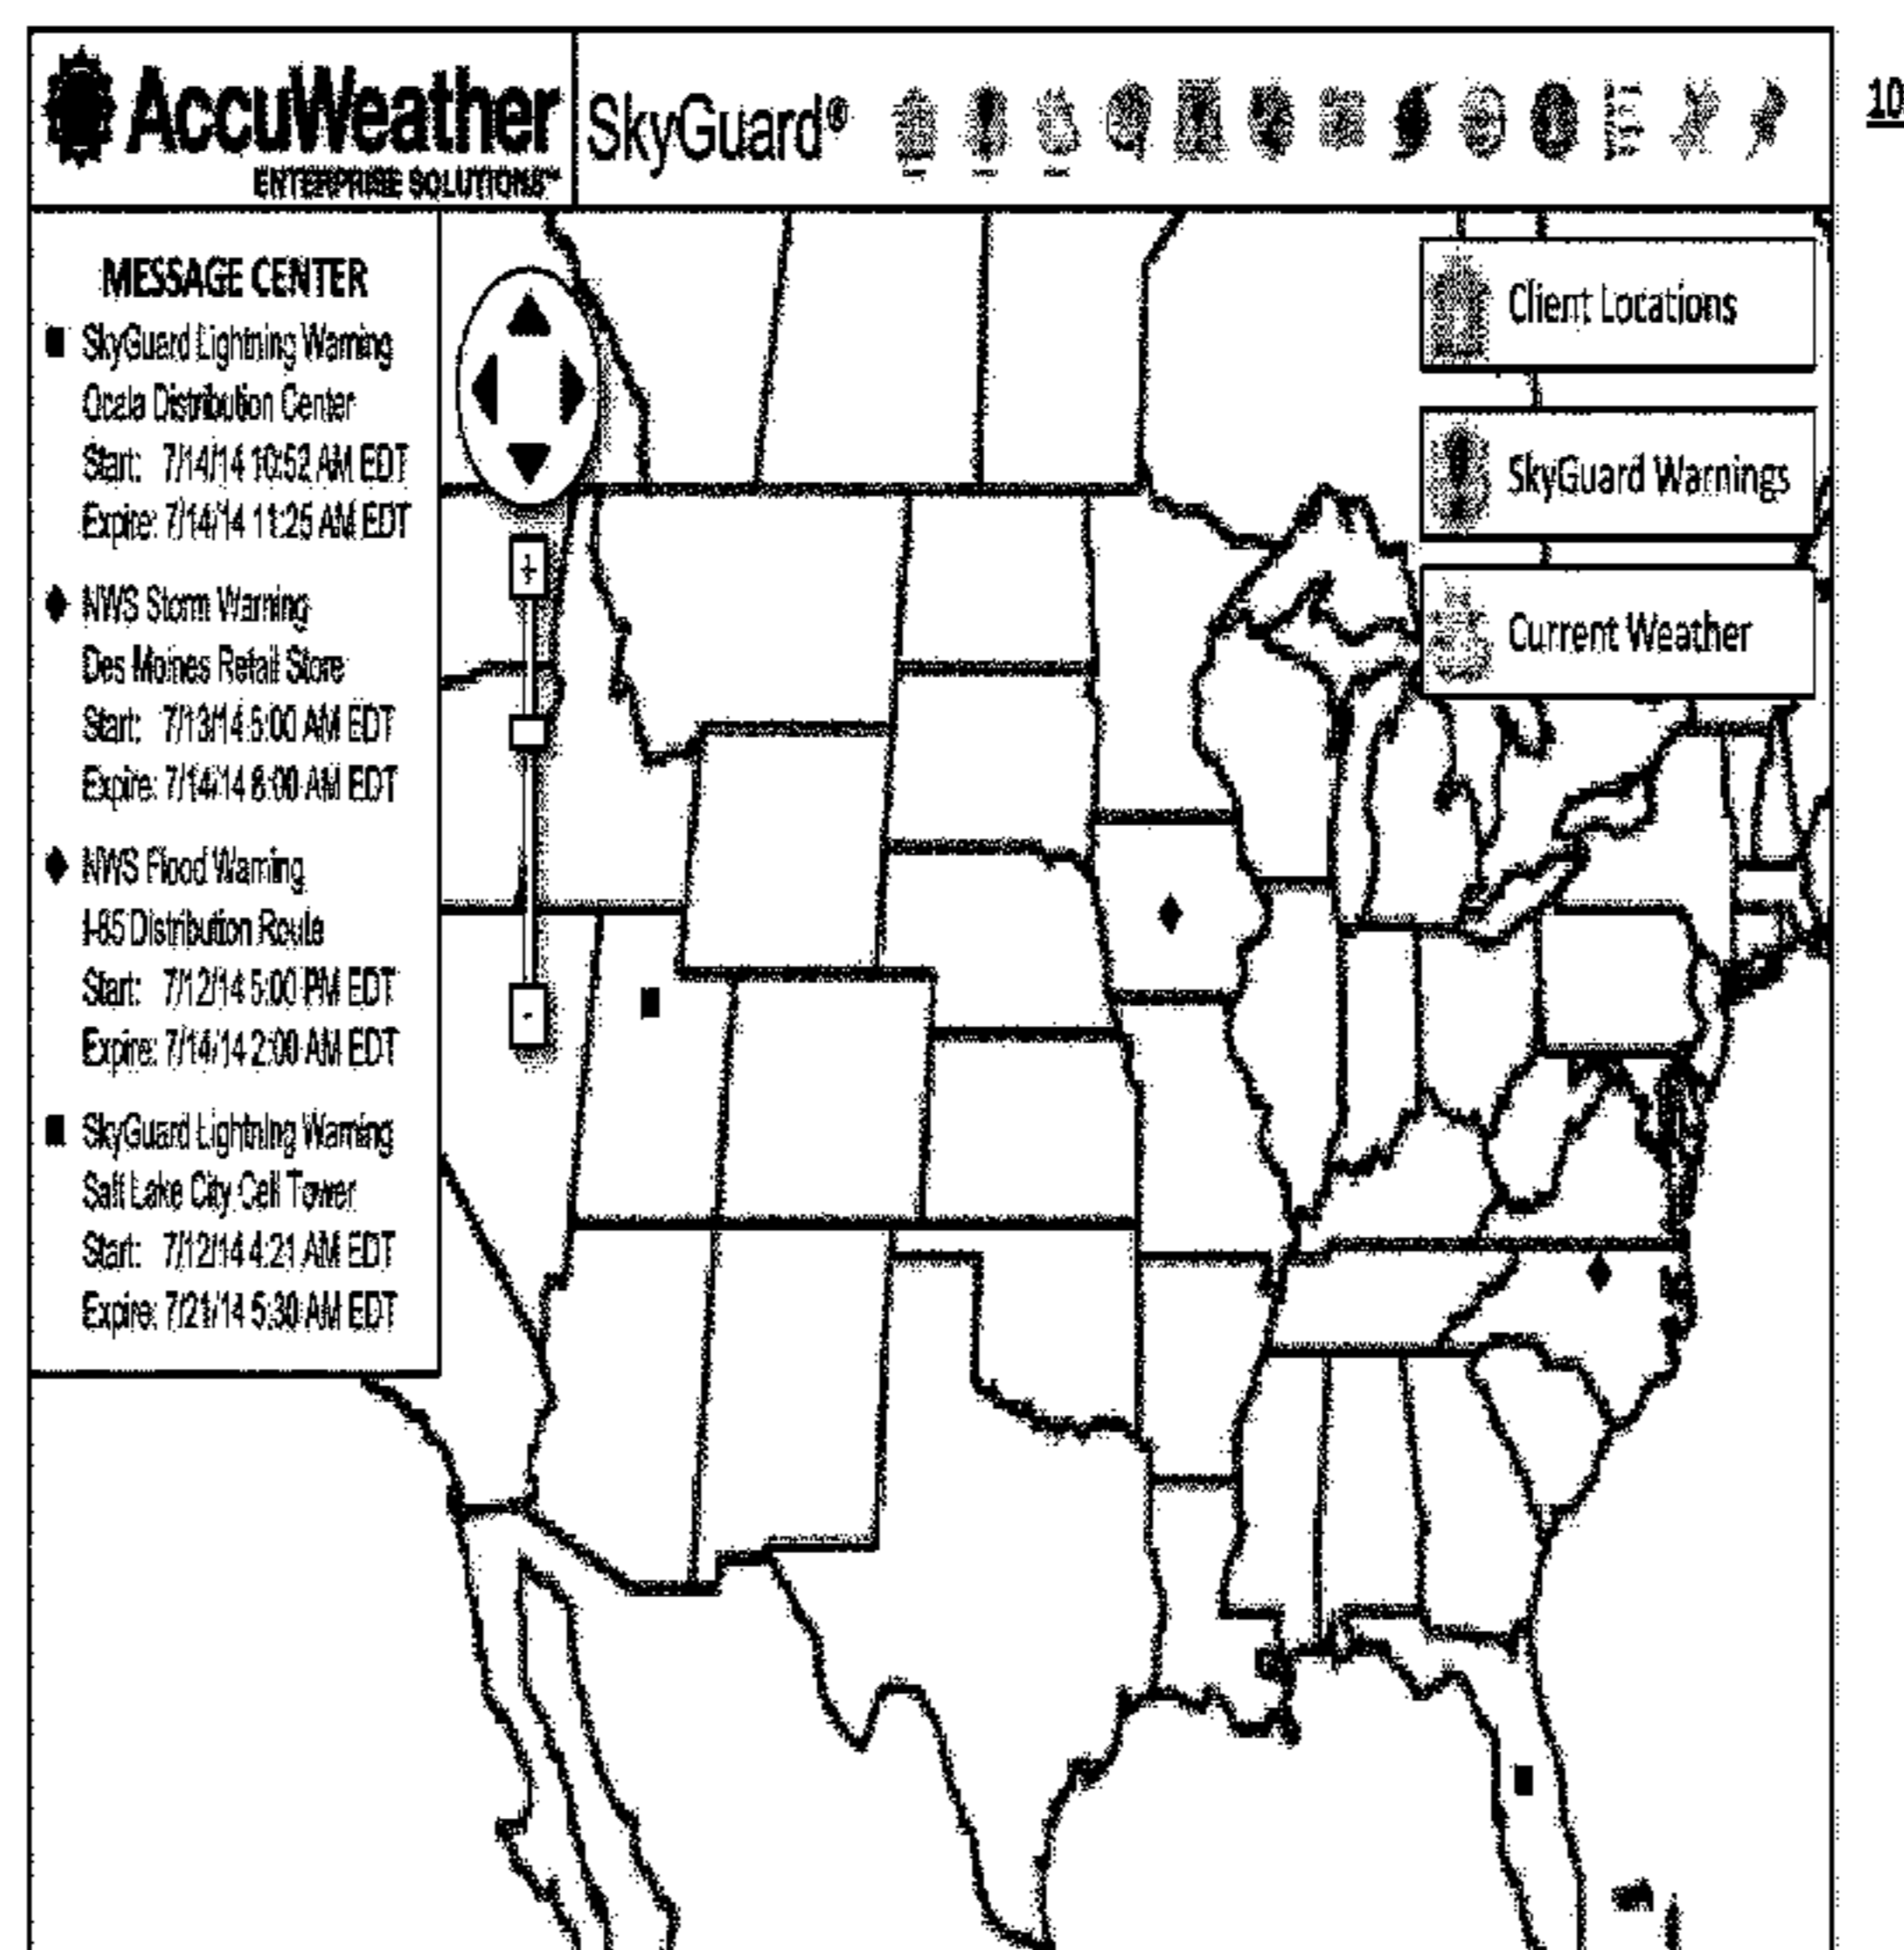 AccuWeather
ENTERPRISE SOLUTIONS™
SkyGuard®
10
MESSAGE CENTER
SkyGuard Lightning Warning
Ocala Distribution Center
Start: 7/14/14 10:52 AM EDT
Expire: 7/14/14 11:25 AM EDT
NWS Storm Warning
Des Moines Retail Store
Start: 7/13/14 5:00 AM EDT
Expire: 7/14/14 8:00 AM EDT
NWS Flood Warning
I-85 Distribution Route
Start: 7/12/14 5:00 PM EDT
Expire: 7/14/14 2:00 AM EDT
SkyGuard Lightning Warning
Salt Lake City Cell Tower
Start: 7/12/14 4:21 AM EDT
Expire: 7/21/14 5:30 AM EDT
+
-
Client Locations
SkyGuard Warnings
Current Weather